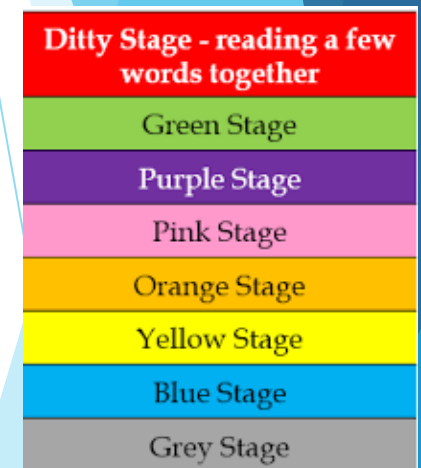 Ditty Stage - reading a few
words together
Green Stage
Purple Stage
Pink Stage
Orange Stage
Yellow Stage
Blue Stage
Grey Stage